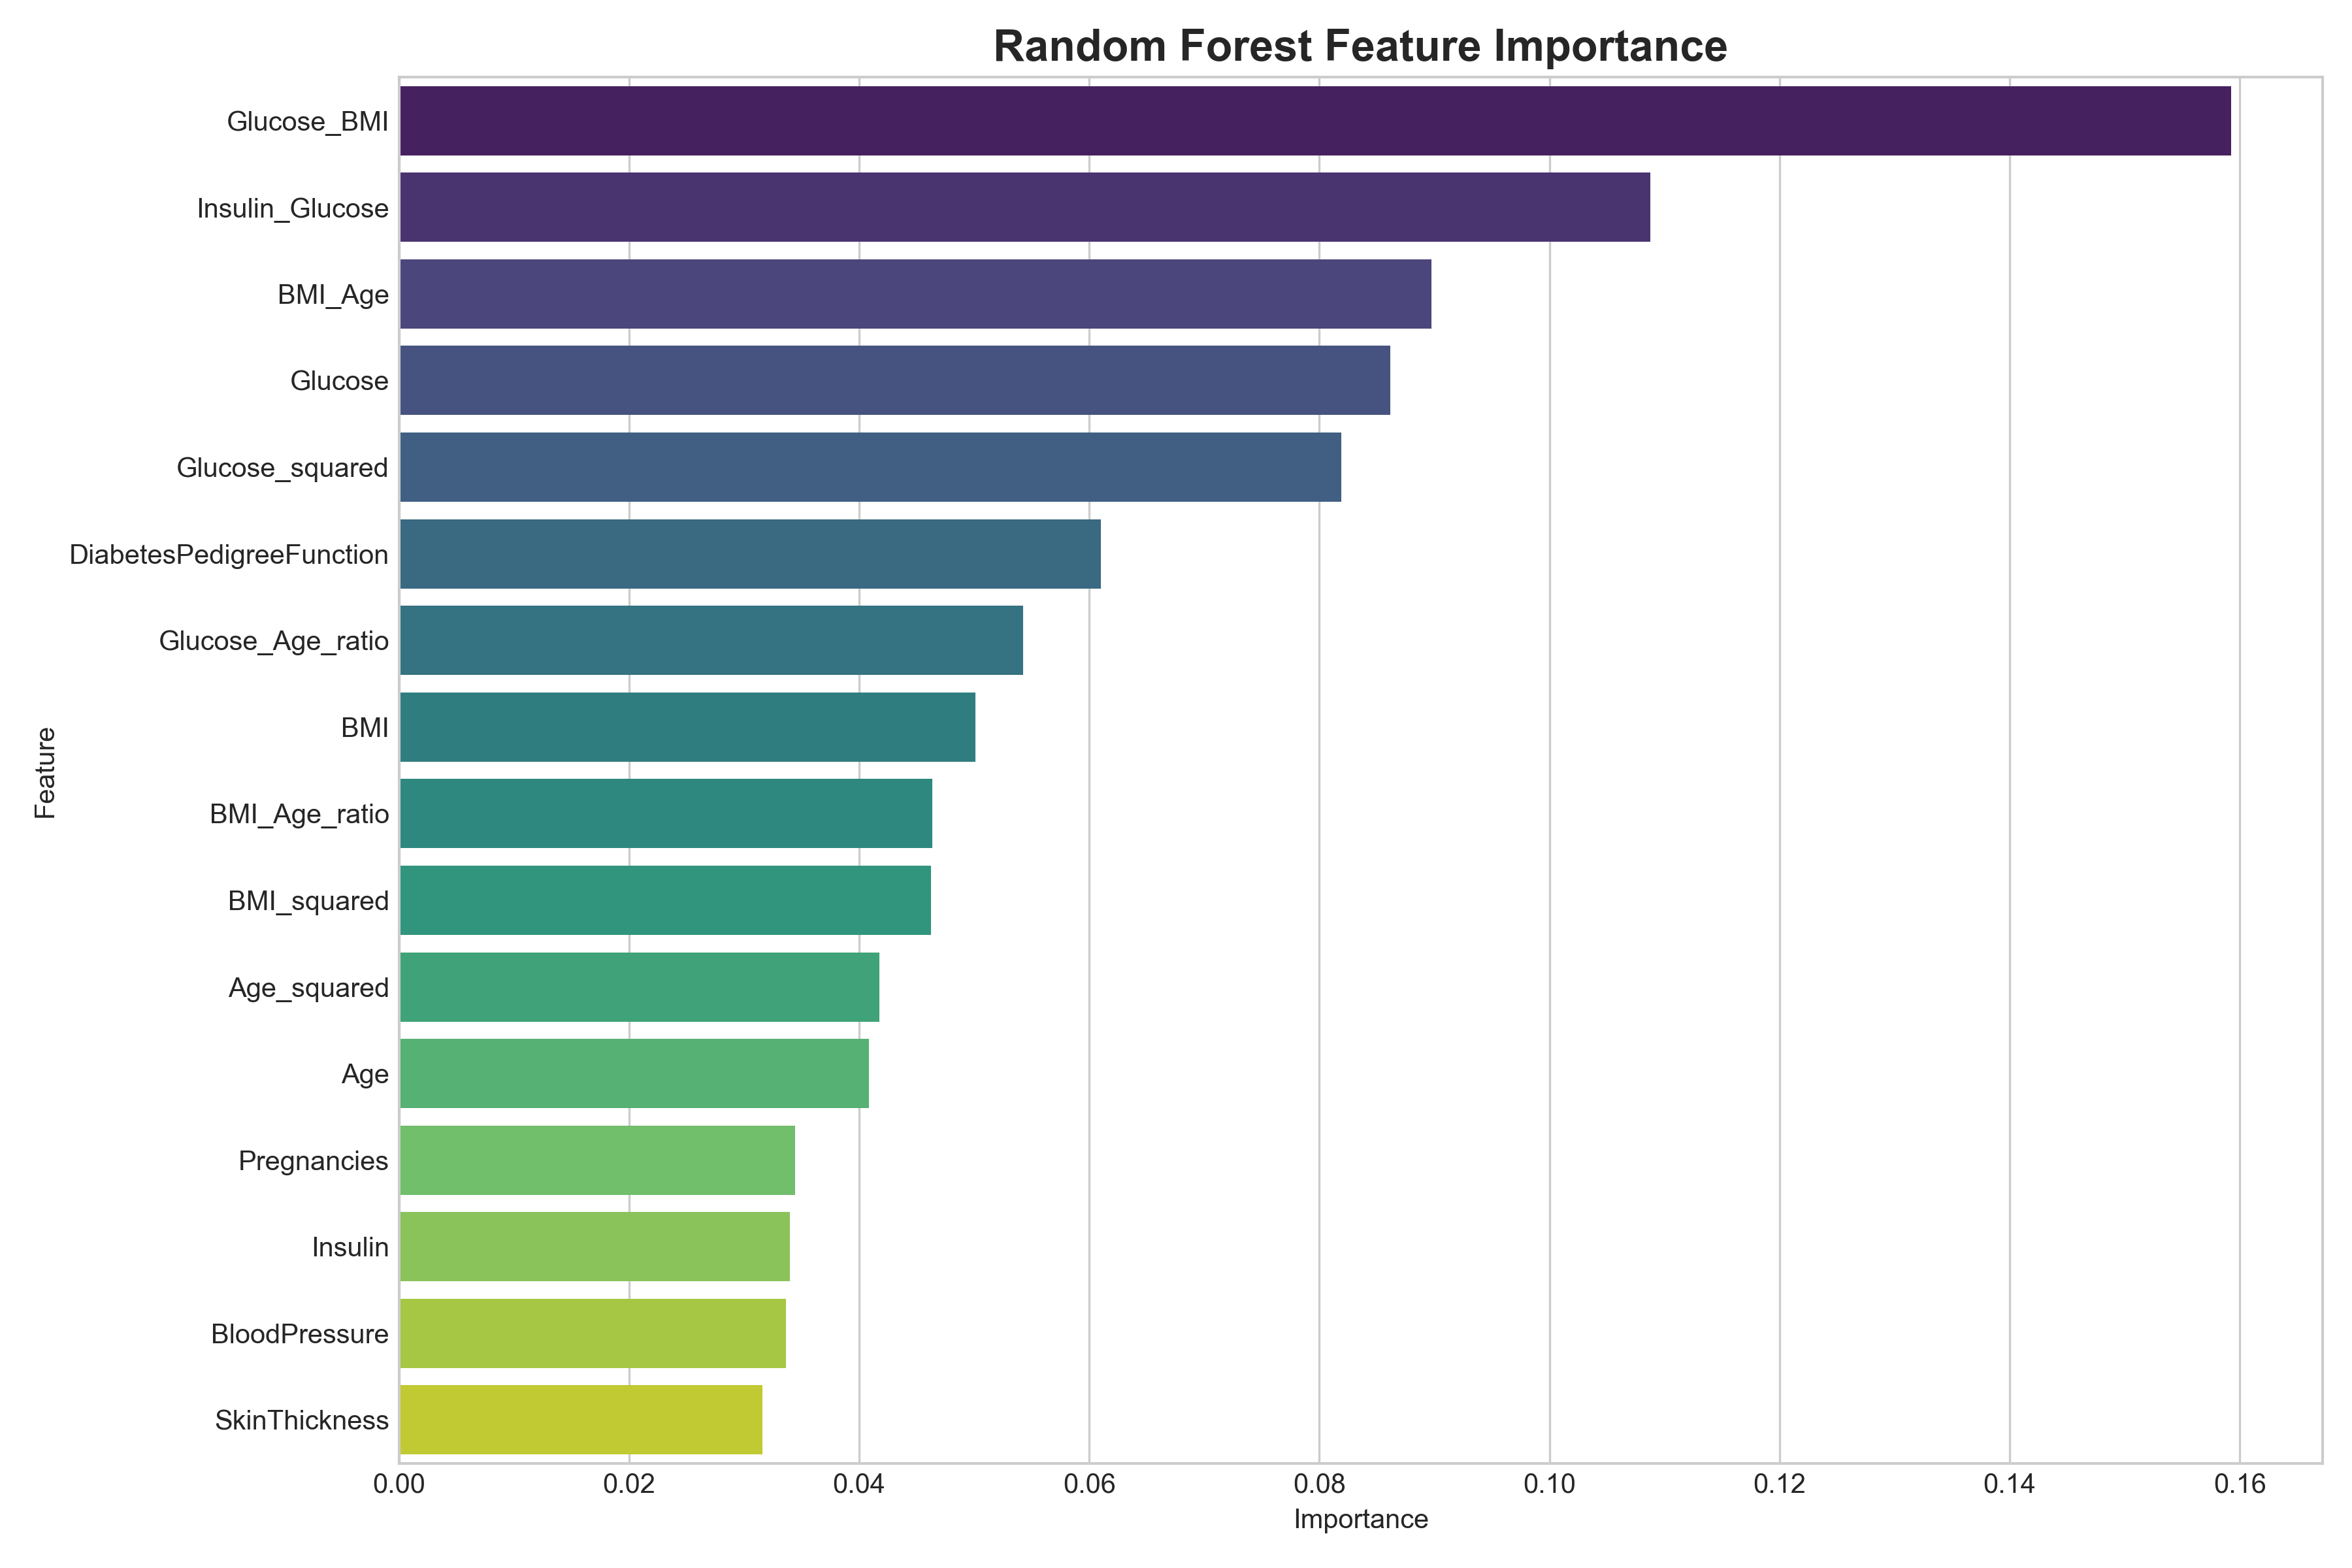 Random Forest Feature Importance
Glucose_BMI
Insulin_Glucose
BMI_Age
Glucose
Glucose_squared
DiabetesPedigreeFunction
Glucose_Age_ratio
BMI
BMI_Age_ratio
BMI_squared
Age_squared
Age
Pregnancies
Insulin
BloodPressure
SkinThickness
Feature
0.00 0.02 0.04 0.06 0.08 0.10 0.12 0.14 0.16
Importance